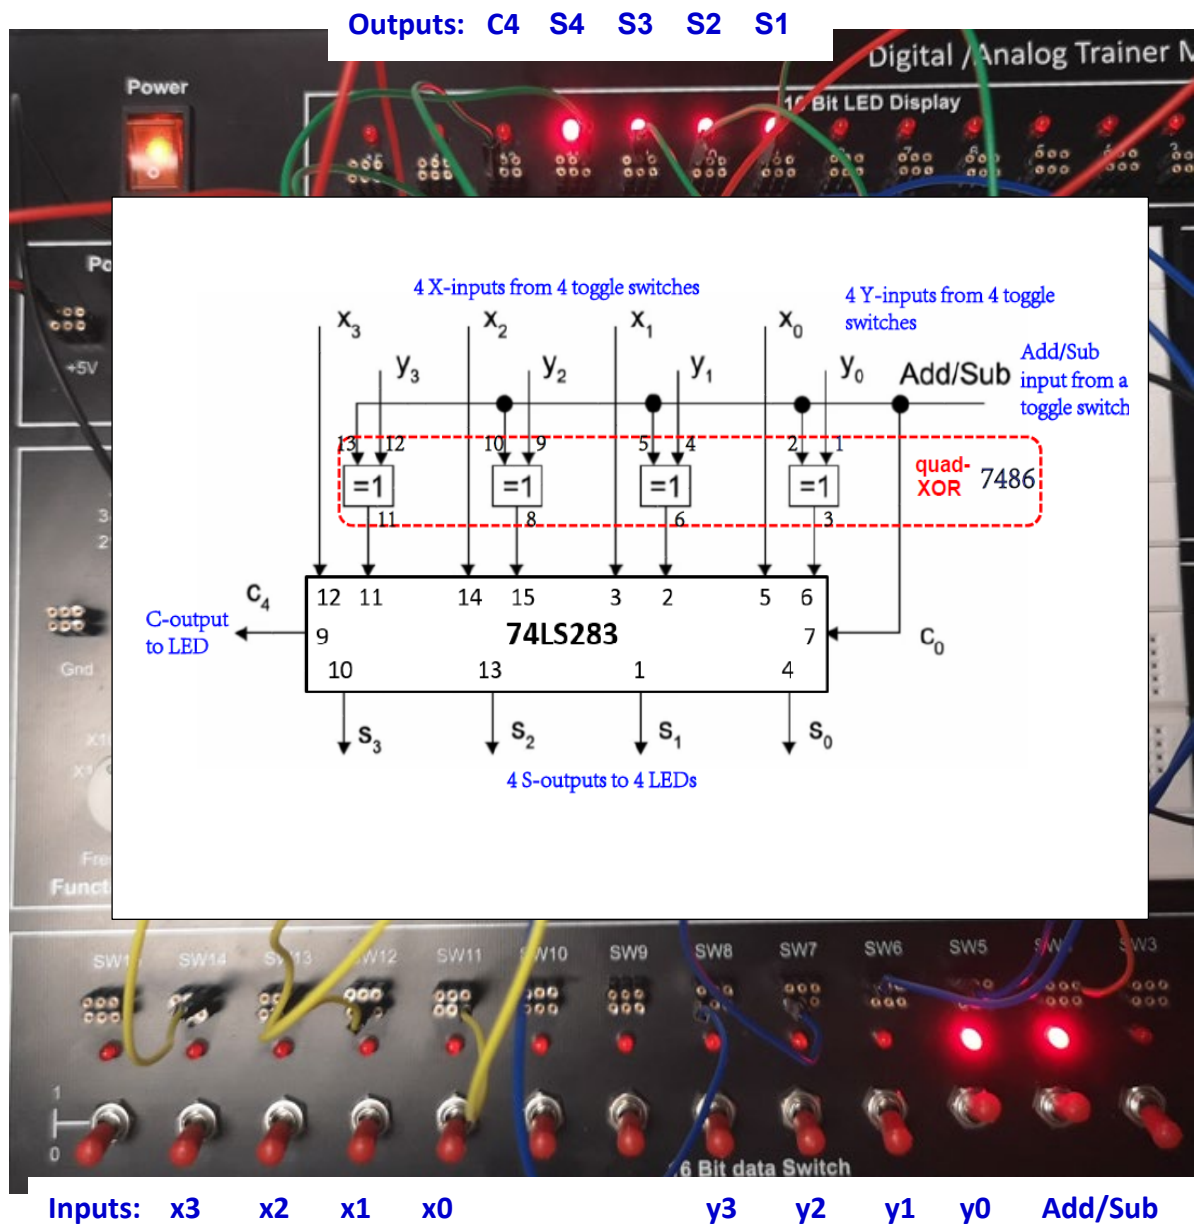 Outputs: C4 S4 S3 S2 S1
Digital /Analog Trainer
Power
16 Bit LED Display
+5V
Gnd
4 X-inputs from 4 toggle switches
4 Y-inputs from 4 toggle
switches
x3 x2 x1 x0
y3 y2 y1 y0
Add/Sub
Add/Sub
input from a
toggle switch
13 12 10 9 5 4 2 1
=1 =1 =1 =1
quad-
XOR
7486
11 8 6 3
C4
C-output
to LED
12 11 14 15 3 2 5 6
9 74LS283 7
C0
10 13 1 4
S3 S2 S1 S0
4 S-outputs to 4 LEDs
SW14 SW13 SW12 SW11 SW10 SW9 SW8 SW7 SW6 SW5 SW3
1
0
16 Bit data Switch
Inputs: x3 x2 x1 x0 y3 y2 y1 y0 Add/Sub